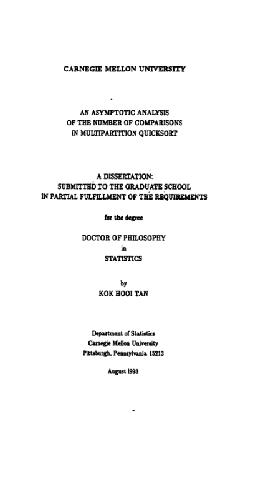 CARNEGIE MELLON UNIVERSITY
AN ASYMPTOTIC ANALYSIS
OF THE NUMBER OF COMPARISONS
IN MULTIPARTITION QUICKSORT
A DISSERTATION
SUBMITTED TO THE GRADUATE SCHOOL
IN PARTIAL FULFILLMENT OF THE REQUIREMENTS
for the degree
DOCTOR OF PHILOSOPHY
in
STATISTICS
by
KOK HOOI TAN
Department of Statistics
Carnegie Mellon University
Pittsburgh, Pennsylvania 15213
August 1993